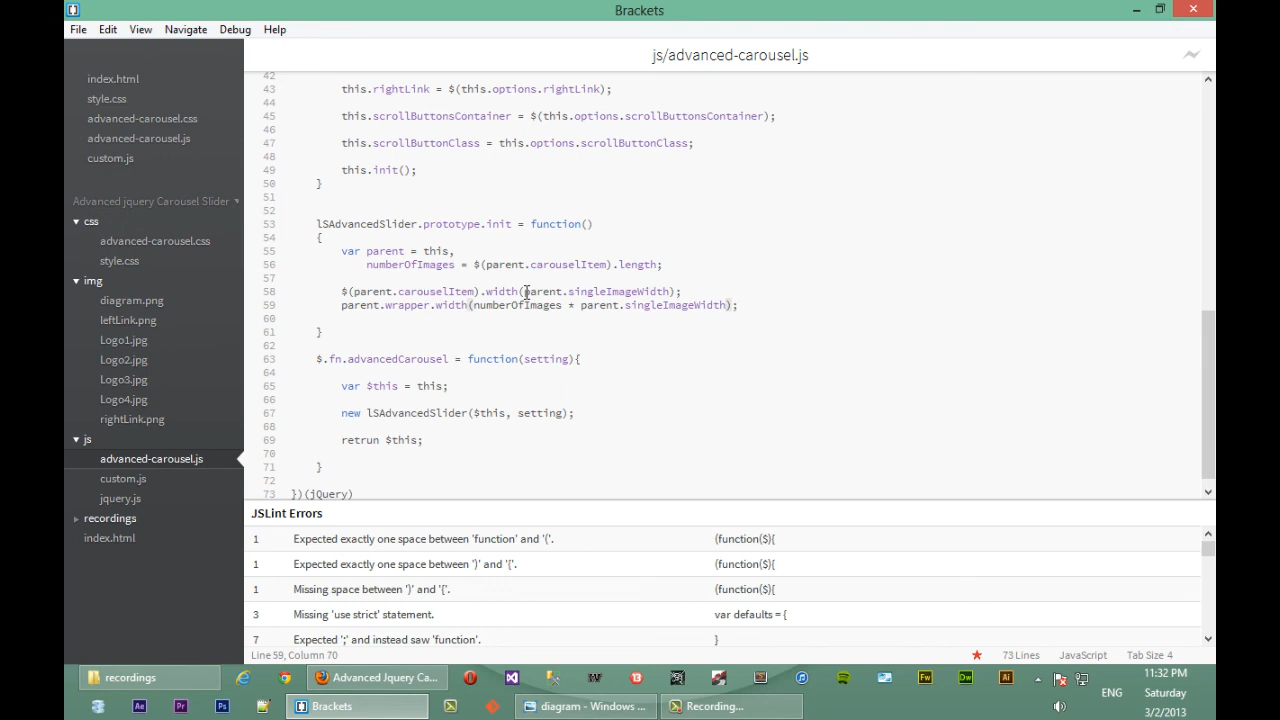 Brackets
File Edit View Navigate Debug Help
js/advanced-carousel.js
index.html
style.css
advanced-carousel.css
advanced-carousel.js
custom.js
Advanced jquery Carousel Slider
css
advanced-carousel.css
style.css
img
diagram.png
leftLink.png
Logo1.jpg
Logo2.jpg
Logo3.jpg
Logo4.jpg
rightLink.png
js
advanced-carousel.js
custom.js
jquery.js
recordings
index.html
42
43 this.rightLink = $(this.options.rightLink);
44
45 this.scrollButtonsContainer = $(this.options.scrollButtonsContainer);
46
47 this.scrollButtonClass = this.options.scrollButtonClass;
48
49 this.init();
50 }
51
52
53 lSAdvancedSlider.prototype.init = function()
54 {
55 var parent = this,
56 numberOfImages = $(parent.carouselItem).length;
57
58 $(parent.carouselItem).width(parent.singleImageWidth);
59 parent.wrapper.width(numberOfImages * parent.singleImageWidth);
60
61 }
62
63 $.fn.advancedCarousel = function(setting){
64
65 var $this = this;
66
67 new lSAdvancedSlider($this, setting);
68
69 retrun $this;
70
71 }
72
73 })(jQuery)
JSLint Errors
1 Expected exactly one space between 'function' and '('. (function($){
1 Expected exactly one space between ')' and '{'. (function($){
1 Missing space between ')' and '{'. (function($){
3 Missing 'use strict' statement. var defaults = {
7 Expected ';' and instead saw 'function'. }
Line 59, Column 70 73 Lines JavaScript Tab Size 4
recordings Advanced Jquery Ca... Fw Dw Ai
Ae Pr Ps Brackets diagram - Windows ... Recording...
ENG
11:32 PM
Saturday
3/2/2013